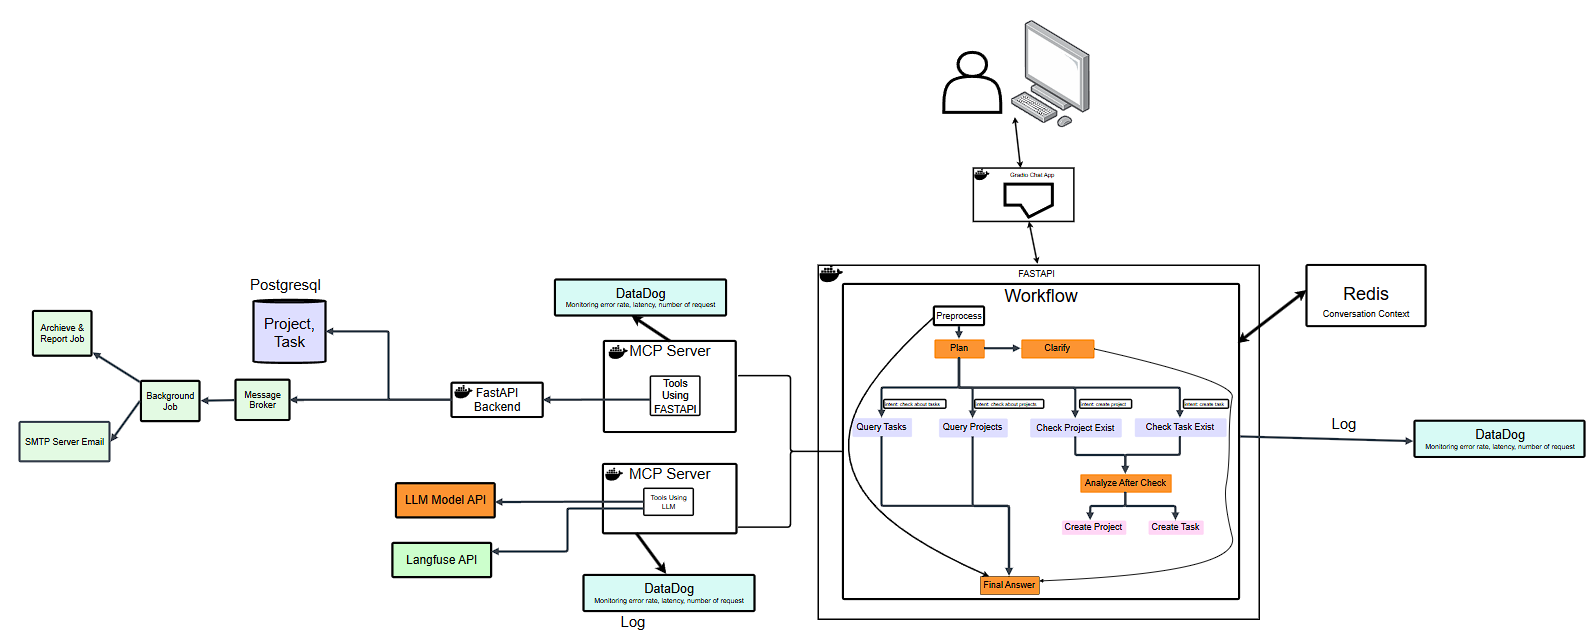 Gradio Chat App
FASTAPI
Workflow
Preprocess
Plan
Clarify
intent: check about tasks
intent: check about projects
intent: create project
intent: create task
Query Tasks
Query Projects
Check Project Exist
Check Task Exist
Analyze After Check
Create Project
Create Task
Final Answer
Redis
Conversation Context
Log
DataDog
Monitoring error rate, latency, number of request
DataDog
Monitoring error rate, latency, number of request
MCP Server
Tools
Using
FASTAPI
MCP Server
Tools Using
LLM
DataDog
Monitoring error rate, latency, number of request
Log
LLM Model API
Langfuse API
FastAPI
Backend
Postgresql
Project,
Task
Message
Broker
Background
Job
Archieve &
Report Job
SMTP Server Email